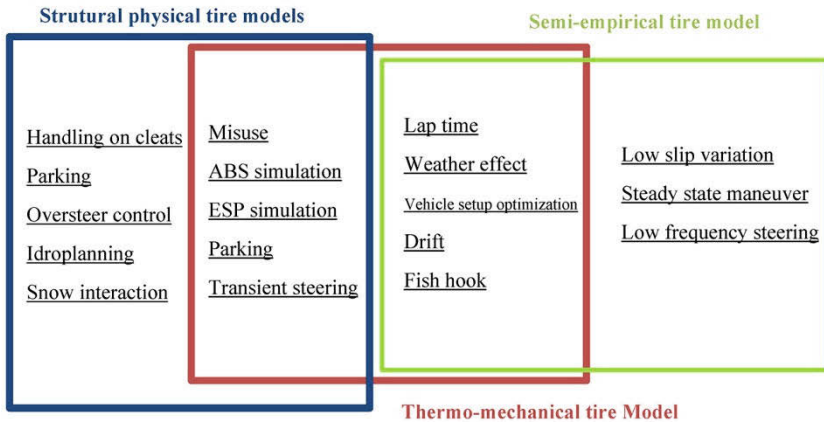 Strutural physical tire models
Semi-empirical tire model
Handling on cleats
Parking
Oversteer control
Idroplanning
Snow interaction
Misuse
ABS simulation
ESP simulation
Parking
Transient steering
Lap time
Weather effect
Vehicle setup optimization
Drift
Fish hook
Low slip variation
Steady state maneuver
Low frequency steering
Thermo-mechanical tire Model